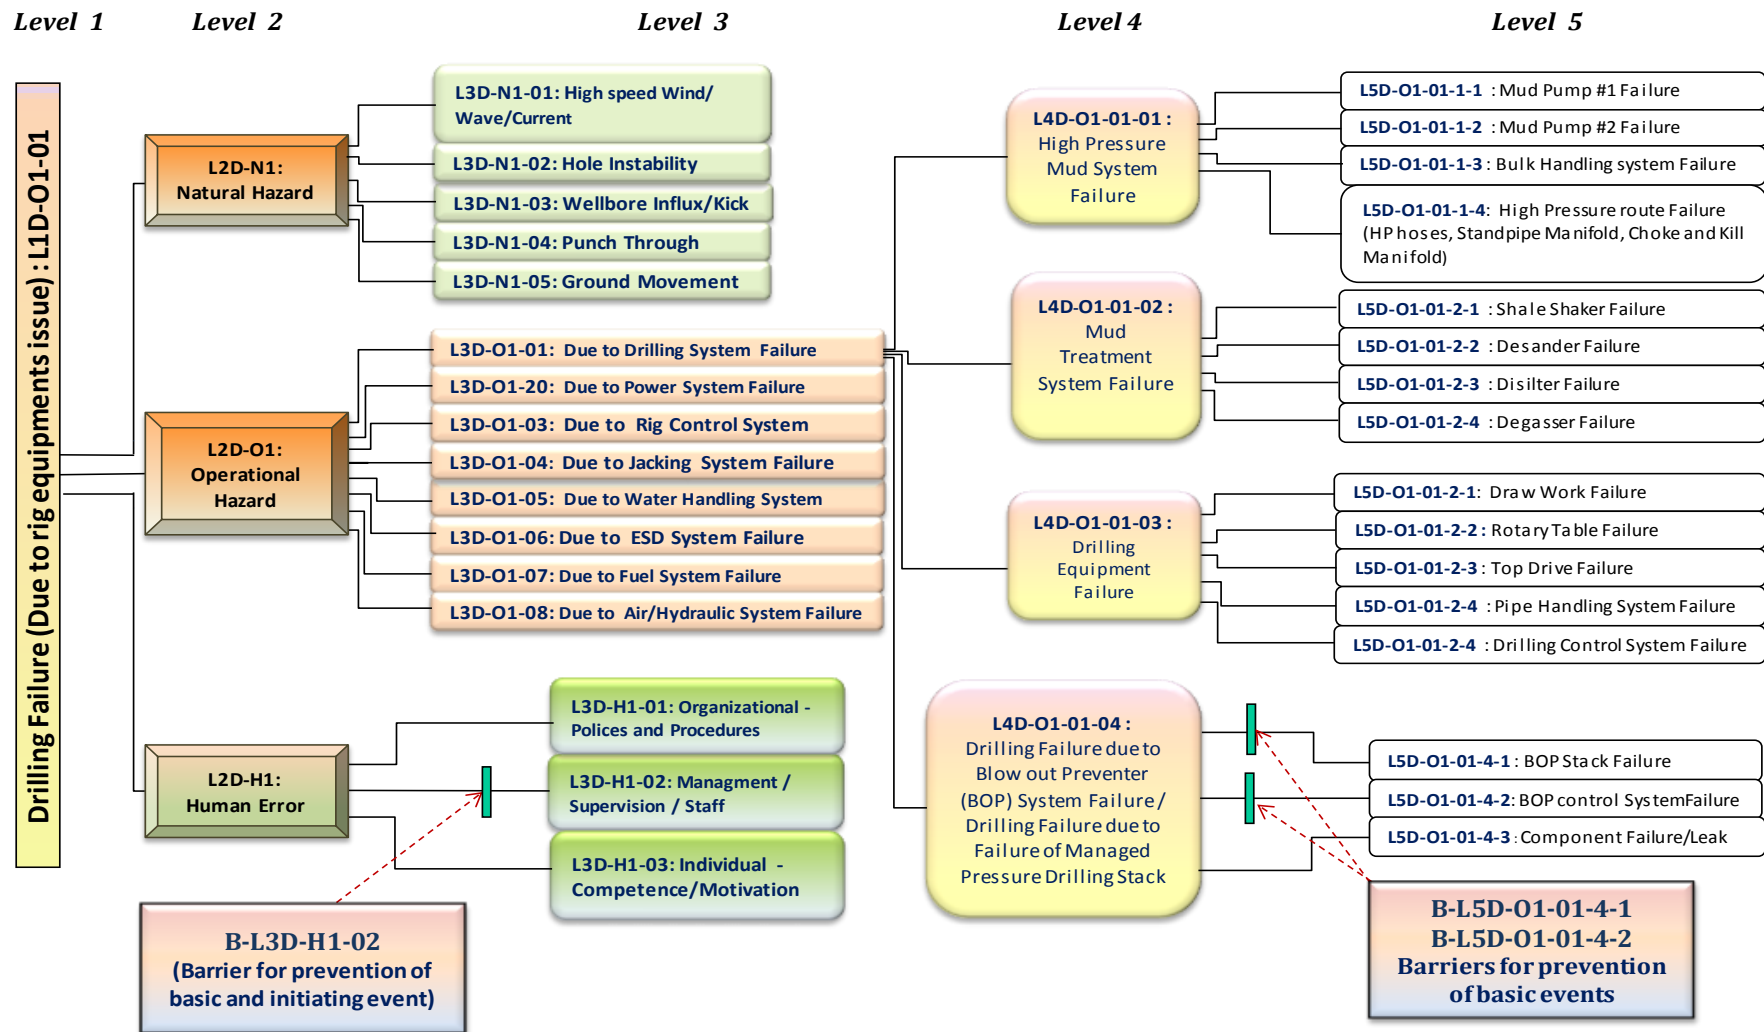 Level 1
Level 2
Level 3
Level 4
Level 5
Drilling Failure (Due to rig equipments issue) : L1D-O1-01
L2D-N1:
Natural Hazard
L2D-O1:
Operational
Hazard
L2D-H1:
Human Error
L3D-N1-01: High speed Wind/
Wave/Current
L3D-N1-02: Hole Instability
L3D-N1-03: Wellbore Influx/Kick
L3D-N1-04: Punch Through
L3D-N1-05: Ground Movement
L3D-O1-01: Due to Drilling System Failure
L3D-O1-20: Due to Power System Failure
L3D-O1-03: Due to Rig Control System
L3D-O1-04: Due to Jacking System Failure
L3D-O1-05: Due to Water Handling System
L3D-O1-06: Due to ESD System Failure
L3D-O1-07: Due to Fuel System Failure
L3D-O1-08: Due to Air/Hydraulic System Failure
L3D-H1-01: Organizational -
Polices and Procedures
L3D-H1-02: Managment /
Supervision / Staff
L3D-H1-03: Individual -
Competence/Motivation
B-L3D-H1-02
(Barrier for prevention of
basic and initiating event)
L4D-O1-01-01 :
High Pressure
Mud System
Failure
L4D-O1-01-02 :
Mud
Treatment
System Failure
L4D-O1-01-03 :
Drilling
Equipment
Failure
L4D-O1-01-04 :
Drilling Failure due to
Blow out Preventer
(BOP) System Failure /
Drilling Failure due to
Failure of Managed
Pressure Drilling Stack
L5D-O1-01-1-1 : Mud Pump #1 Failure
L5D-O1-01-1-2 : Mud Pump #2 Failure
L5D-O1-01-1-3 : Bulk Handling system Failure
L5D-O1-01-1-4: High Pressure route Failure
(HP hoses, Standpipe Manifold, Choke and Kill
Manifold)
L5D-O1-01-2-1 : Shale Shaker Failure
L5D-O1-01-2-2 : Desander Failure
L5D-O1-01-2-3 : Disilter Failure
L5D-O1-01-2-4 : Degasser Failure
L5D-O1-01-2-1: Draw Work Failure
L5D-O1-01-2-2 : Rotary Table Failure
L5D-O1-01-2-3 : Top Drive Failure
L5D-O1-01-2-4 : Pipe Handling System Failure
L5D-O1-01-2-4 : Drilling Control System Failure
L5D-O1-01-4-1 : BOP Stack Failure
L5D-O1-01-4-2: BOP control SystemFailure
L5D-O1-01-4-3 : Component Failure/Leak
B-L5D-O1-01-4-1
B-L5D-O1-01-4-2
Barriers for prevention
of basic events